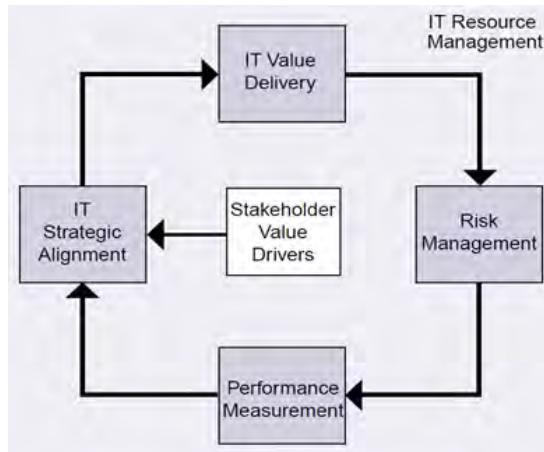 IT Resource
Management
IT Value
Delivery
IT
Strategic
Alignment
Stakeholder
Value
Drivers
Risk
Management
Performance
Measurement